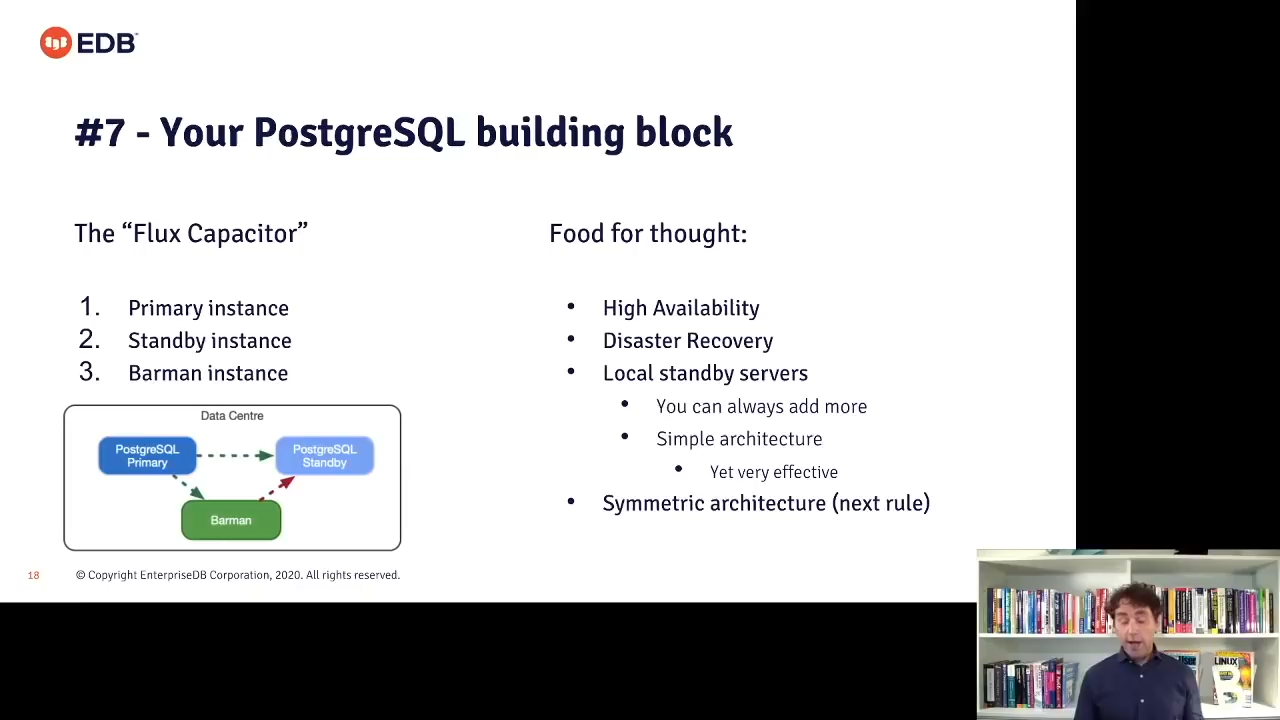 EDB
#7 - Your PostgreSQL building block
The “Flux Capacitor”
1. Primary instance
2. Standby instance
3. Barman instance
Data Centre
PostgreSQL
Primary
PostgreSQL
Standby
Barman
Food for thought:
• High Availability
• Disaster Recovery
• Local standby servers
• You can always add more
• Simple architecture
• Yet very effective
• Symmetric architecture (next rule)
18
© Copyright EnterpriseDB Corporation, 2020. All rights reserved.
LINUX